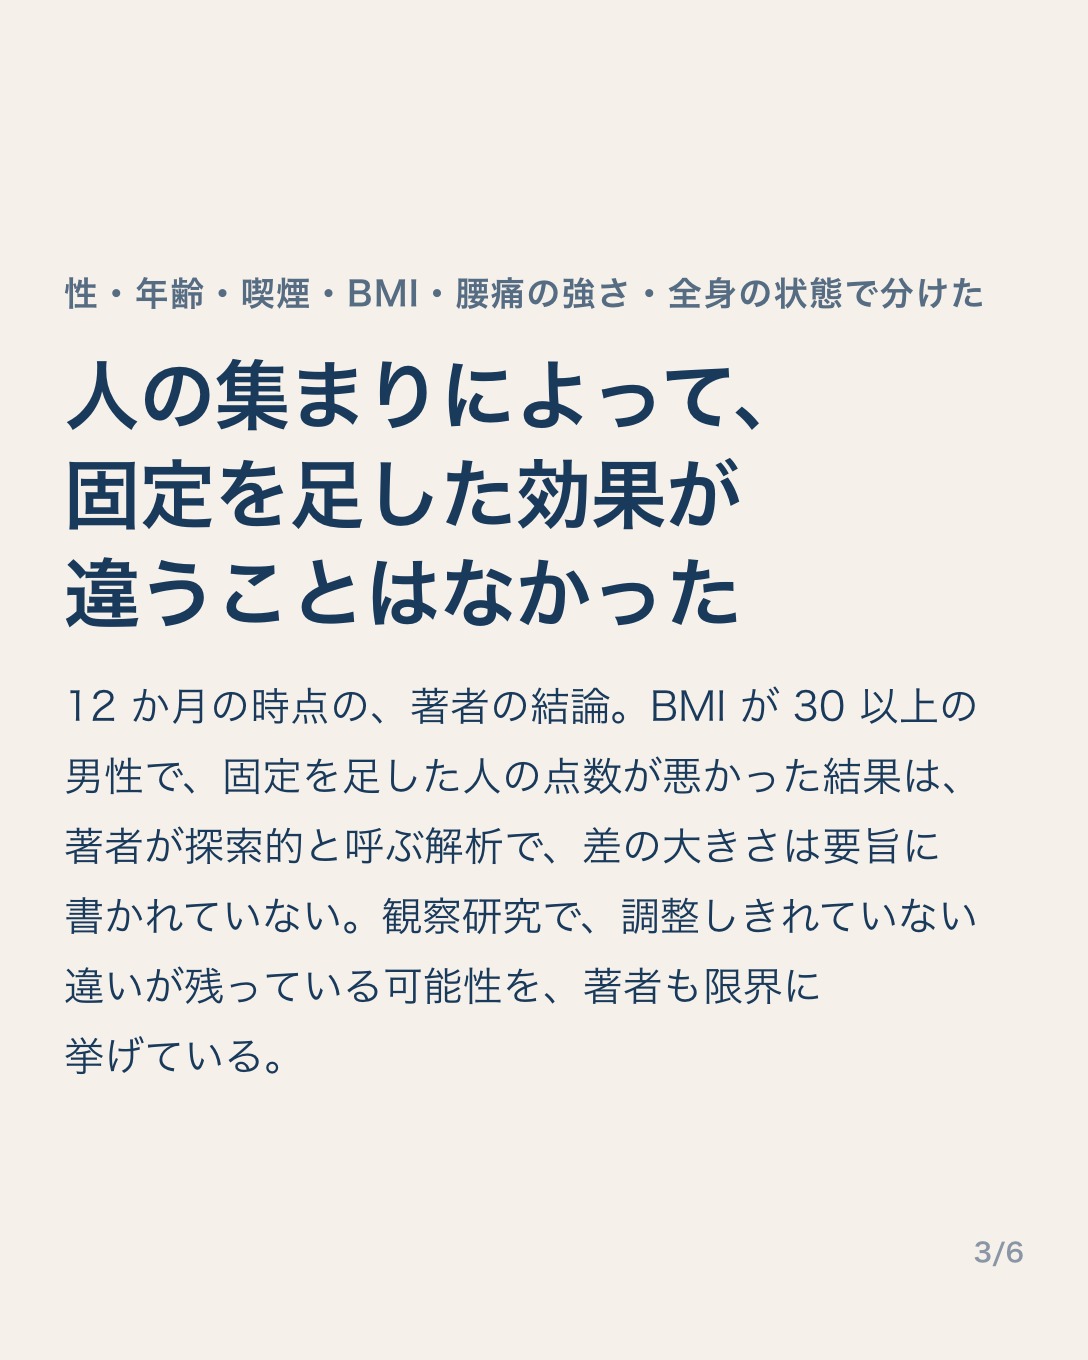 性・年齢・喫煙・BMI・腰痛の強さ・全身の状態で分けた
人の集まりによって、
固定を足した効果が
違うことはなかった
12 か月の時点の、著者の結論。BMI が 30 以上の
男性で、固定を足した人の点数が悪かった結果は、
著者が探索的と呼ぶ解析で、差の大きさは要旨に
書かれていない。観察研究で、調整しきれていない
違いが残っている可能性を、著者も限界に
挙げている。
3/6